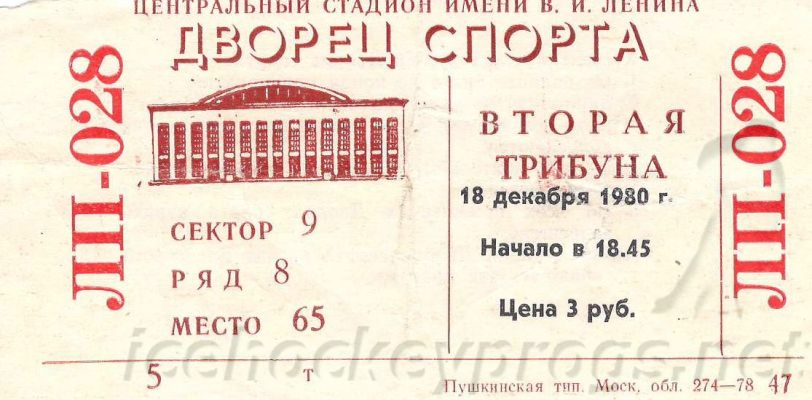 ЦЕНТРАЛЬНЫЙ СТАДИОН ИМЕНИ В. И. ЛЕНИНА
ДВОРЕЦ СПОРТА
ЛП-028
ВТОРАЯ
ТРИБУНА
18 декабря 1980 г.
Начало в 18.45
Цена 3 руб.
СЕКТОР 9
РЯД 8
МЕСТО 65
ЛП-028
5 т
Пушкинская тип. Моск. обл. 274—78 47
icehockeyprogs.net